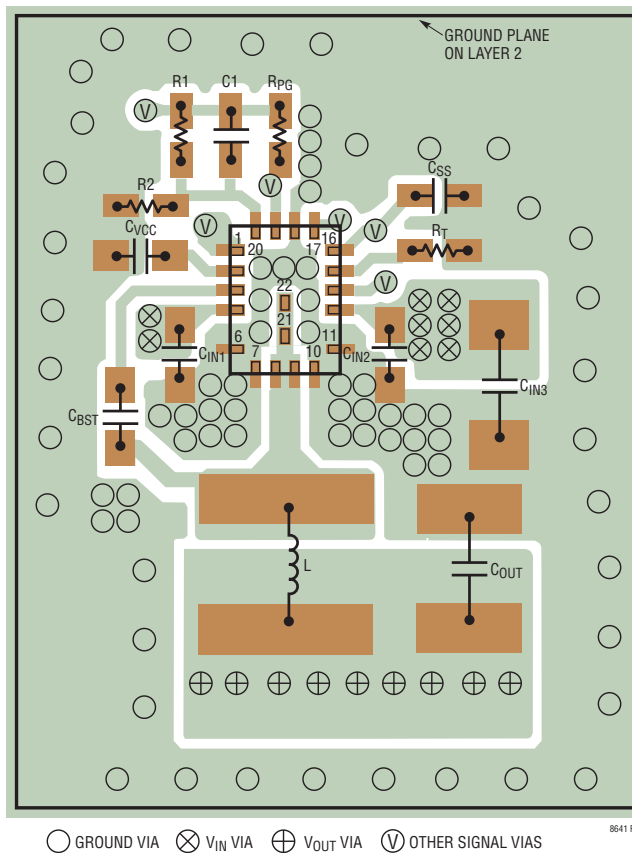 GROUND PLANE
ON LAYER 2
R1
C1
RPG
V
V
CSS
R2
V
V
V
RT
CVCC
1
20
17
16
V
22
21
CIN1
6
7
10
11
CIN2
CIN3
CBST
L
COUT
GROUND VIA
VIN VIA
VOUT VIA
V OTHER SIGNAL VIAS